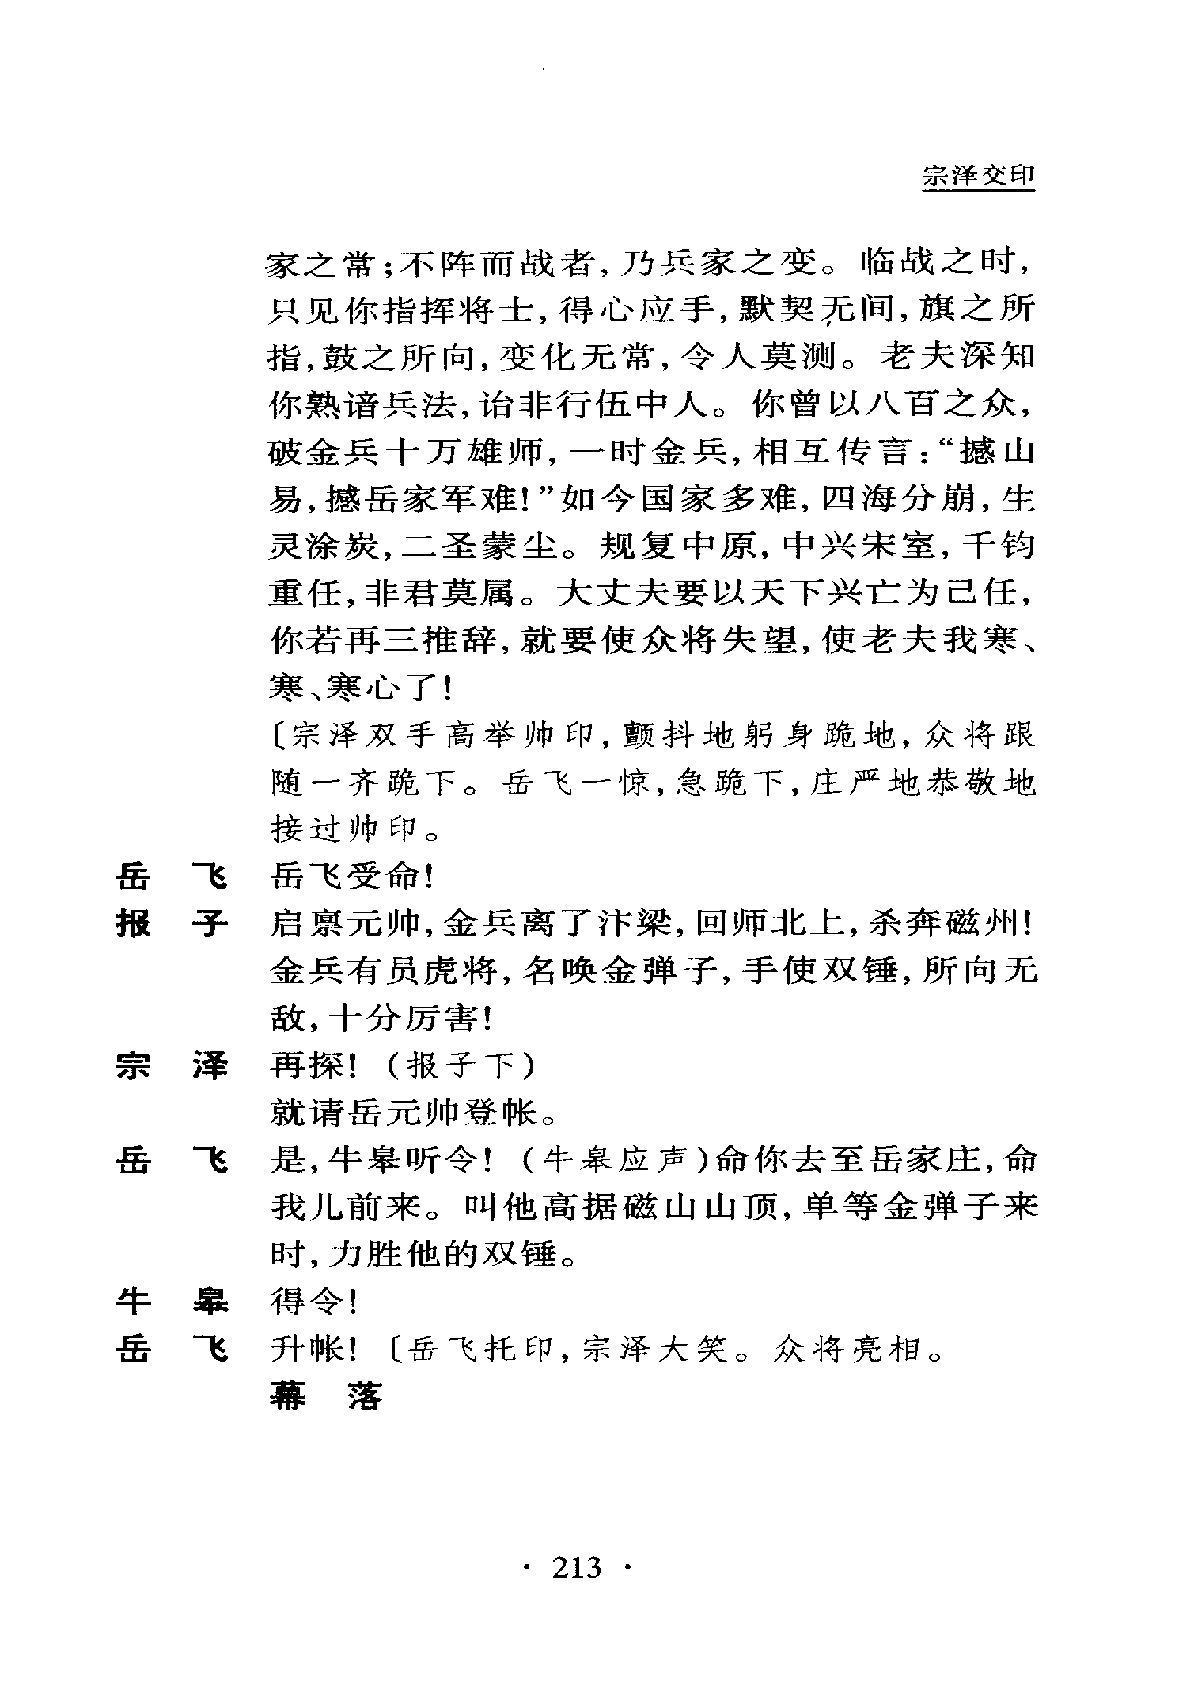 宗泽交印
家之常;不阵而战者,乃兵家之变。临战之时,
只见你指挥将士,得心应手,默契无间,旗之所
指,鼓之所向,变化无常,令人莫测。老夫深知
你熟谙兵法,诒非行伍中人。你曾以八百之众,
破金兵十万雄师,一时金兵,相互传言:“撼山
易,撼岳家军难!”如今国家多难,四海分崩,生
灵涂炭,二圣蒙尘。规复中原,中兴宋室,千钧
重任,非君莫属。大丈夫要以天下兴亡为己任,
你若再三推辞,就要使众将失望,使老夫我寒、
寒、寒心了!
〔宗泽双手高举帅印,颤抖地躬身跪地,众将跟
随一齐跪下。岳飞一惊,急跪下,庄严地恭敬地
接过帅印。
岳 飞 岳飞受命!
报 子 启禀元帅,金兵离了汴梁,回师北上,杀奔磁州!
金兵有员虎将,名唤金弹子,手使双锤,所向无
敌,十分厉害!
宗 泽 再探!(报子下)
就请岳元帅登帐。
岳 飞 是,牛皋听令!(牛皋应声)命你去至岳家庄,命
我儿前来。叫他高据磁山山顶,单等金弹子来
时,力胜他的双锤。
牛 皋 得令!
岳 飞 升帐!〔岳飞托印,宗泽大笑。众将亮相。
幕 落
· 213 ·